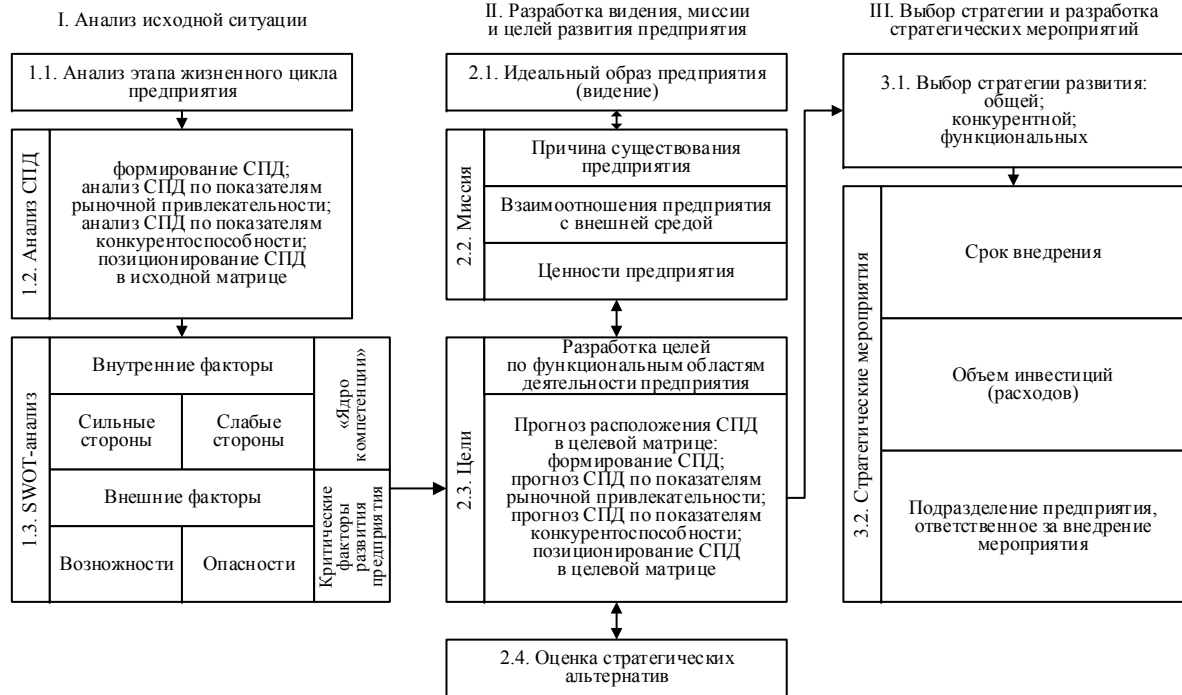 I. Анализ исходной ситуации
1.1. Анализ этапа жизненного цикла
предприятия
1.2. Анализ СПД
формирование СПД;
анализ СПД по показателям
рыночной привлекательности;
анализ СПД по показателям
конкурентоспособности;
позиционирование СПД
в исходной матрице
1.3. SWOT-анализ
Внутренние факторы
Сильные
стороны
Слабые
стороны
«Ядро
компетенции»
Внешние факторы
Возножности
Опасности
Критические
факторы
развития
предприятия
II. Разработка видения, миссии
и целей развития предприятия
2.1. Идеальный образ предприятия
(видение)
2.2. Миссия
Причина существования
предприятия
Взаимоотношения предприятия
с внешней средой
Ценности предприятия
2.3. Цели
Разработка целей
по функциональным областям
деятельности предприятия
Прогноз расположения СПД
в целевой матрице:
формирование СПД;
прогноз СПД по показателям
рыночной привлекательности;
прогноз СПД по показателям
конкурентоспособности;
позиционирование СПД
в целевой матрице
2.4. Оценка стратегических
альтернатив
III. Выбор стратегии и разработка
стратегических мероприятий
3.1. Выбор стратегии развития:
общей;
конкурентной;
функциональных
3.2. Стратегические мероприятия
Срок внедрения
Объем инвестиций
(расходов)
Подразделение предприятия,
ответственное за внедрение
мероприятия